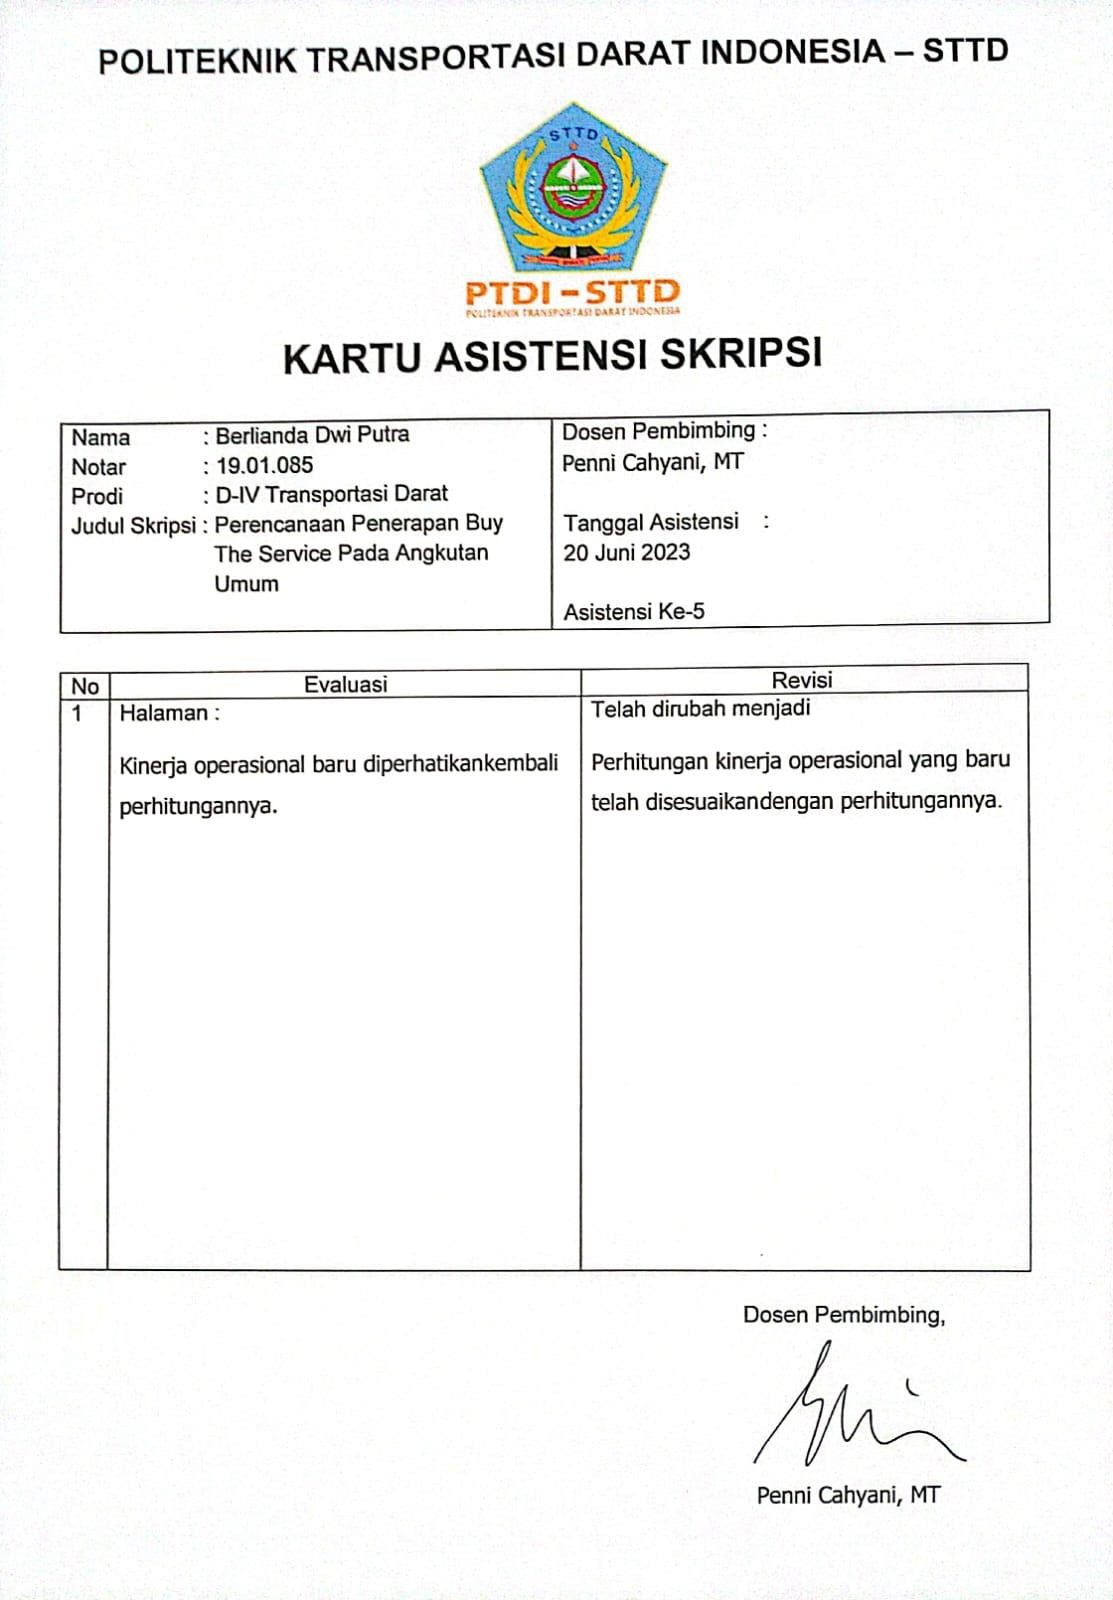 POLITEKNIK TRANSPORTASI DARAT INDONESIA – STTD
STTD
PTDI – STTD
POLITEKNIK TRANSPORTASI DARAT INDONESIA
KARTU ASISTENSI SKRIPSI
Nama : Berlianda Dwi Putra
Notar : 19.01.085
Prodi : D-IV Transportasi Darat
Judul Skripsi : Perencanaan Penerapan Buy
The Service Pada Angkutan
Umum
Dosen Pembimbing :
Penni Cahyani, MT
Tanggal Asistensi :
20 Juni 2023
Asistensi Ke-5
No Evaluasi Revisi
1 Halaman :
Kinerja operasional baru diperhatikankembali
perhitungannya.
Telah dirubah menjadi
Perhitungan kinerja operasional yang baru
telah disesuaikandengan perhitungannya.
Dosen Pembimbing,
Penni Cahyani, MT